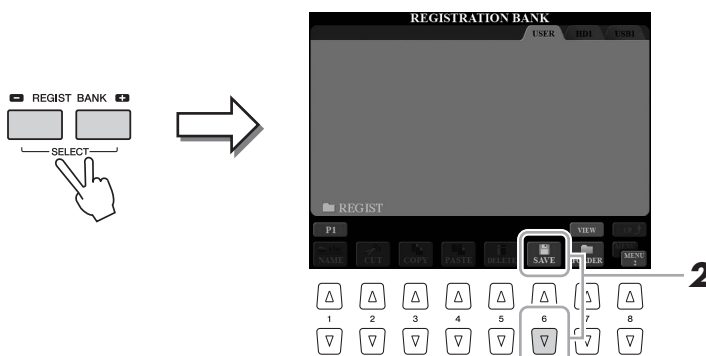 REGIST BANK
SELECT
REGISTRATION BANK
USER HD1 USB1
REGIST
P1 VIEW UP
NAME CUT COPY PASTE DELETE SAVE FOLDER MENU 2
2
1 2 3 4 5 6 7 8